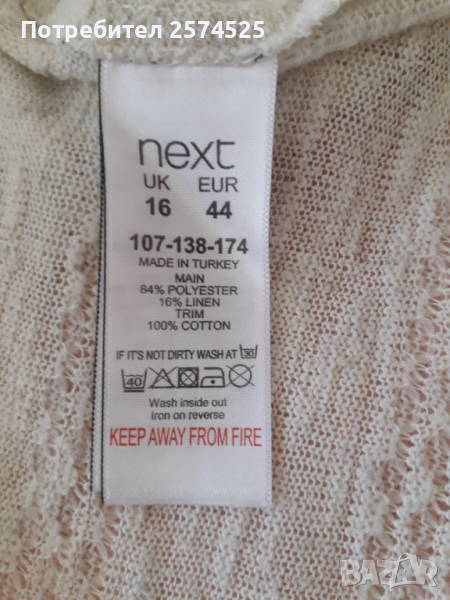 Потребител 2574525
next
UK EUR
16 44
107-138-174
MADE IN TURKEY
MAIN
84% POLYESTER
16% LINEN
TRIM
100% COTTON
IF IT'S NOT DIRTY WASH AT 30
40
Wash inside out
Iron on reverse
KEEP AWAY FROM FIRE
BAZAR